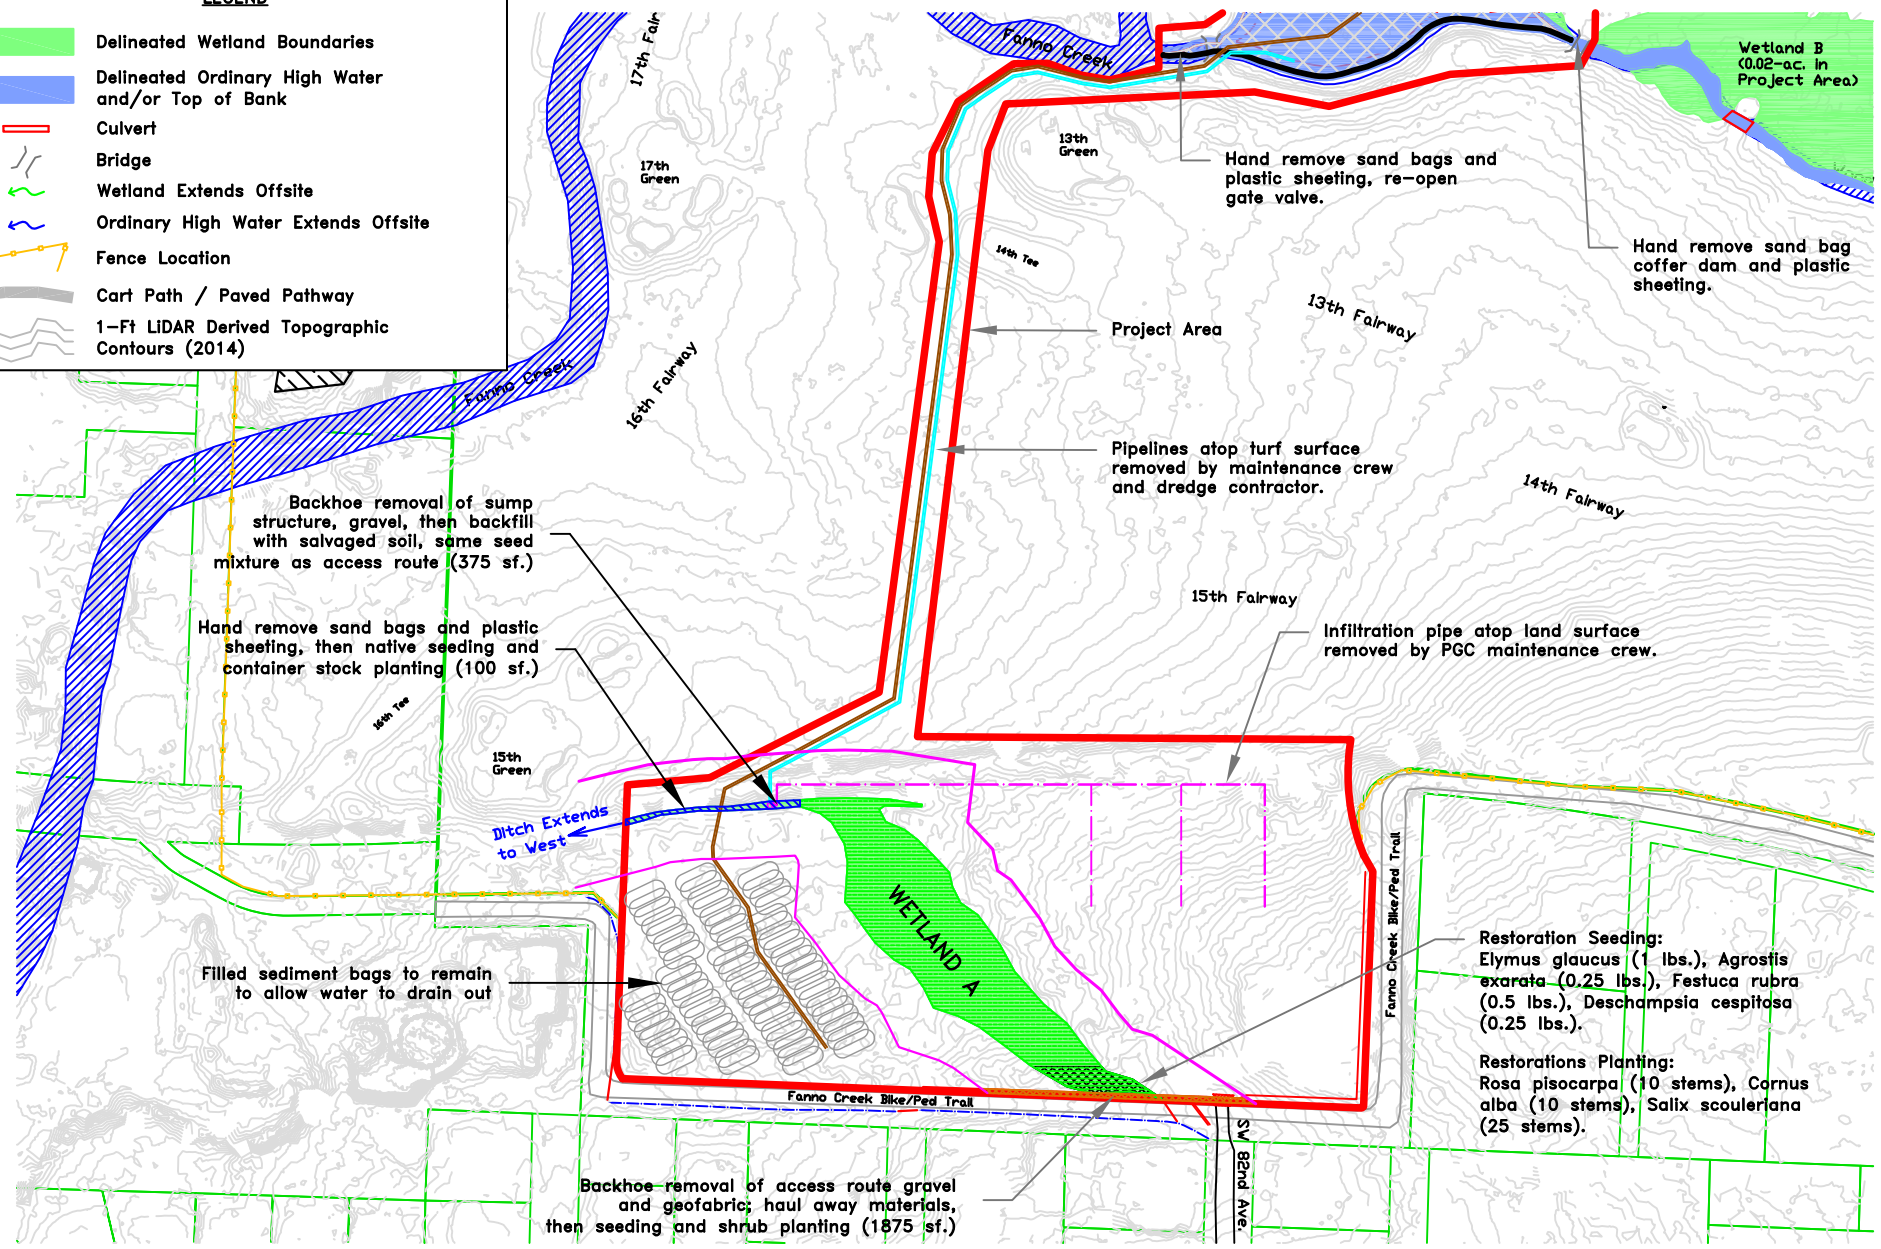 LEGEND
Delineated Wetland Boundaries
Delineated Ordinary High Water
and/or Top of Bank
Culvert
Bridge
Wetland Extends Offsite
Ordinary High Water Extends Offsite
Fence Location
Cart Path / Paved Pathway
1-Ft LiDAR Derived Topographic
Contours (2014)
17th Fair
17th
Green
Fanno Creek
Wetland B
(0.02-ac. in
Project Area)
13th
Green
Hand remove sand bags and
plastic sheeting, re-open
gate valve.
14th Tee
Hand remove sand bag
coffer dam and plastic
sheeting.
13th Fairway
Project Area
16th Fairway
Fanno Creek
Pipelines atop turf surface
removed by maintenance crew
and dredge contractor.
14th Fairway
Backhoe removal of sump
structure, gravel, then backfill
with salvaged soil, same seed
mixture as access route (375 sf.)
15th Fairway
Hand remove sand bags and plastic
sheeting, then native seeding and
container stock planting (100 sf.)
Infiltration pipe atop land surface
removed by PGC maintenance crew.
16th Tee
15th
Green
Ditch Extends
to West
WETLAND A
Fanno Creek Bike/Ped Trail
Filled sediment bags to remain
to allow water to drain out
Restoration Seeding:
Elymus glaucus (1 lbs.), Agrostis
exarata (0.25 lbs.), Festuca rubra
(0.5 lbs.), Deschampsia cespitosa
(0.25 lbs.).
Restorations Planting:
Rosa pisocarpa (10 stems), Cornus
alba (10 stems), Salix scouleriana
(25 stems).
Fanno Creek Bike/Ped Trail
SW 82nd Ave.
Backhoe removal of access route gravel
and geofabric; haul away materials,
then seeding and shrub planting (1875 sf.)